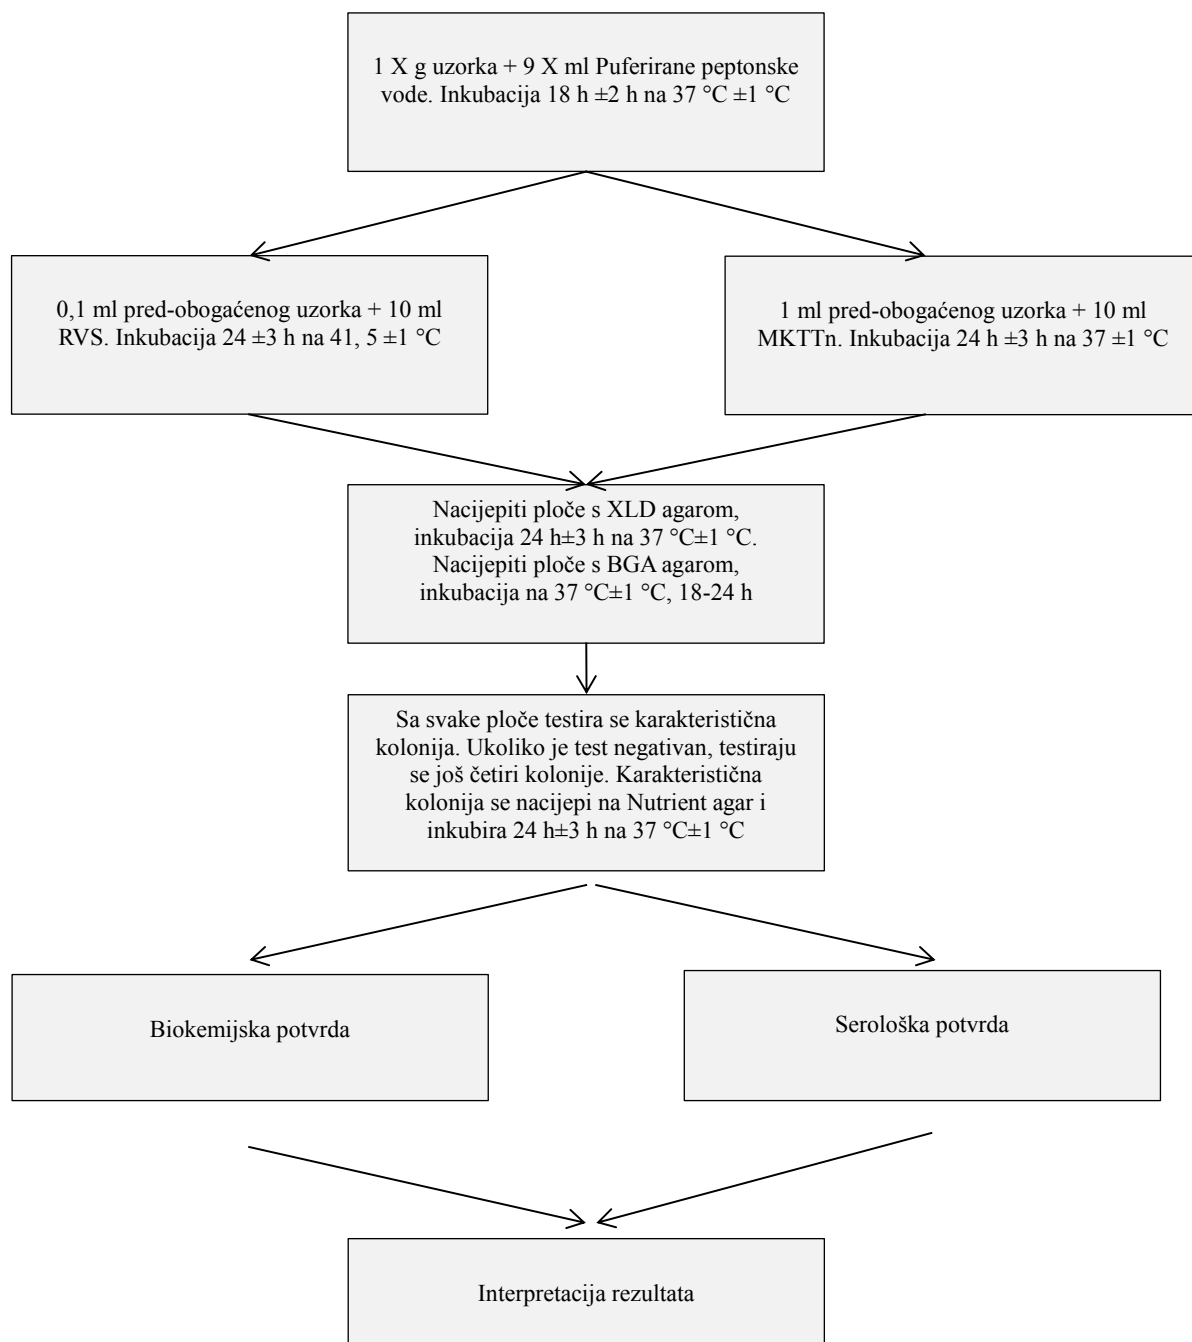 1 X g uzorka + 9 X ml Puferirane peptonske
vode. Inkubacija 18 h ±2 h na 37 °C ±1 °C
0,1 ml pred-obogaćenog uzorka + 10 ml
RVS. Inkubacija 24 ±3 h na 41, 5 ±1 °C
1 ml pred-obogaćenog uzorka + 10 ml
MKTTn. Inkubacija 24 h ±3 h na 37 ±1 °C
Nacijepiti ploče s XLD agarom,
inkubacija 24 h±3 h na 37 °C±1 °C.
Nacijepiti ploče s BGA agarom,
inkubacija na 37 °C±1 °C, 18-24 h
Sa svake ploče testira se karakteristična
kolonija. Ukoliko je test negativan, testiraju
se još četiri kolonije. Karakteristična
kolonija se nacijepi na Nutrient agar i
inkubira 24 h±3 h na 37 °C±1 °C
Biokemijska potvrda
Serološka potvrda
Interpretacija rezultata